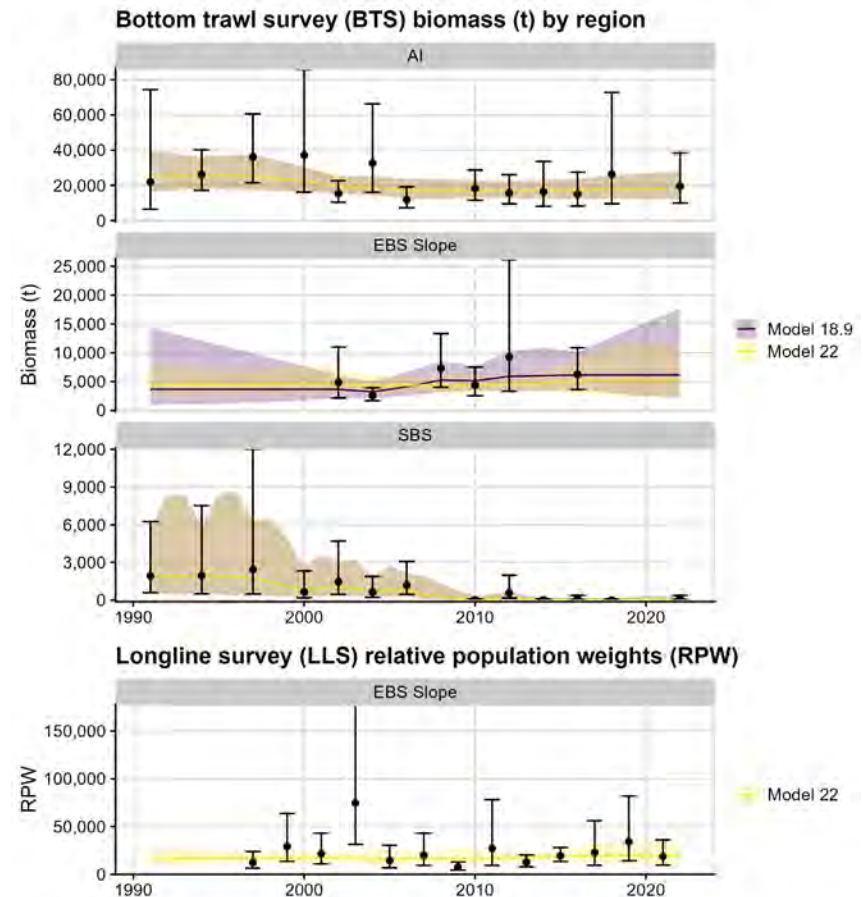 Bottom trawl survey (BTS) biomass (t) by region
AI
80,000
60,000
40,000
20,000
0
EBS Slope
25,000
20,000
15,000
10,000
5,000
0
Biomass (t)
Model 18.9
Model 22
SBS
12,000
9,000
6,000
3,000
0
1990
2000
2010
2020
Longline survey (LLS) relative population weights (RPW)
EBS Slope
150,000
100,000
50,000
0
RPW
Model 22
1990
2000
2010
2020